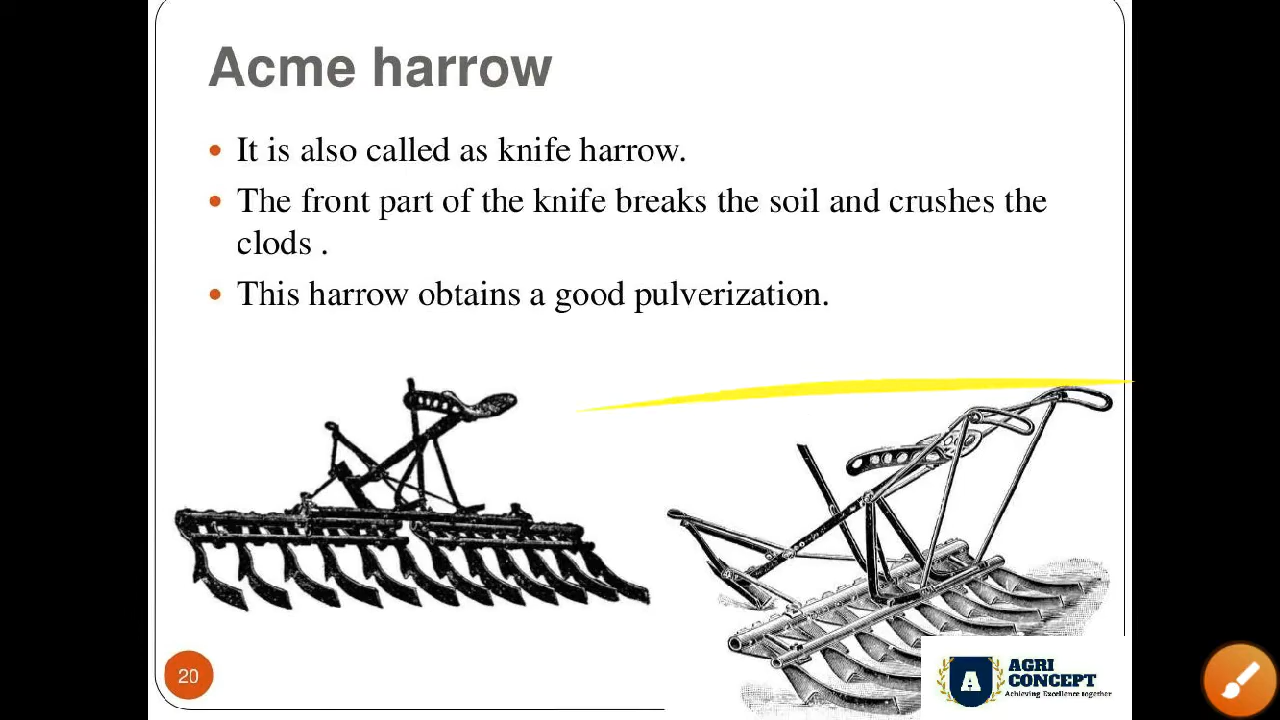 Acme harrow
• It is also called as knife harrow.
• The front part of the knife breaks the soil and crushes the
clods .
• This harrow obtains a good pulverization.
20
A
AGRI
CONCEPT
Achieving Excellence together